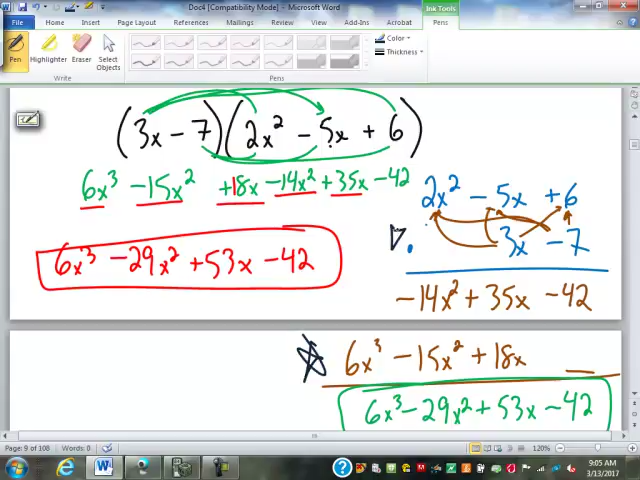 Doc4 [Compatibility Mode] - Microsoft Word
Ink Tools
File Home Insert Page Layout References Mailings Review View Add-Ins Acrobat Pens
Pen Highlighter Eraser Select Objects
Color
Thickness
Write Pens
(3x - 7)(2x² - 5x + 6)
6x³ -15x² +18x -14x² +35x -42
6x³ -29x² +53x -42
2x² - 5x +6
3x - 7
-14x² + 35x - 42
6x³ - 15x² + 18x
6x³ - 29x² + 53x - 42
Page: 9 of 108 Words: 0 120%
9:05 AM
3/13/2017